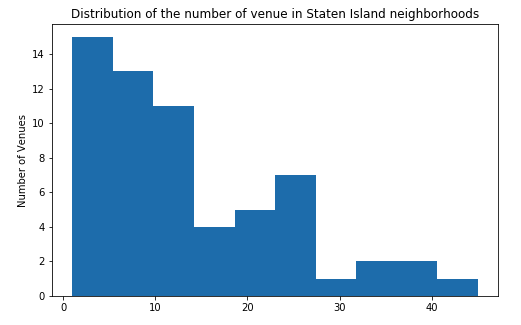 Distribution of the number of venue in Staten Island neighborhoods
Number of Venues
14
12
10
8
6
4
2
0
0 10 20 30 40